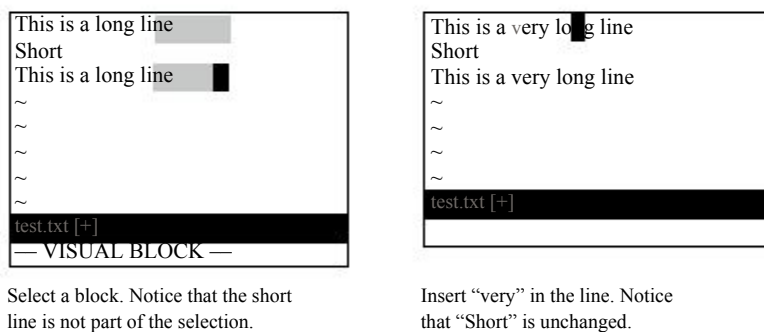 This is a long line
Short
This is a long line
~
~
~
~
~
test.txt [+]
— VISUAL BLOCK —
Select a block. Notice that the short
line is not part of the selection.
This is a very lo g line
Short
This is a very long line
~
~
~
~
test.txt [+]
Insert “very” in the line. Notice
that “Short” is unchanged.